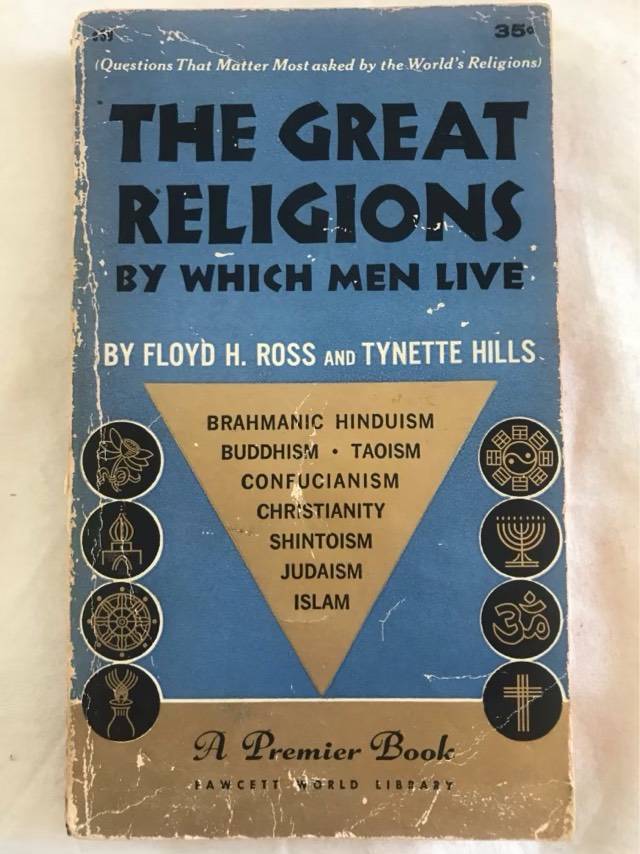 35¢
(Questions That Matter Most asked by the World's Religions)
THE GREAT
RELIGIONS
BY WHICH MEN LIVE
BY FLOYD H. ROSS AND TYNETTE HILLS
BRAHMANIC HINDUISM
BUDDHISM • TAOISM
CONFUCIANISM
CHRISTIANITY
SHINTOISM
JUDAISM
ISLAM
ॐ
A Premier Book
FAWCETT WORLD LIBRARY